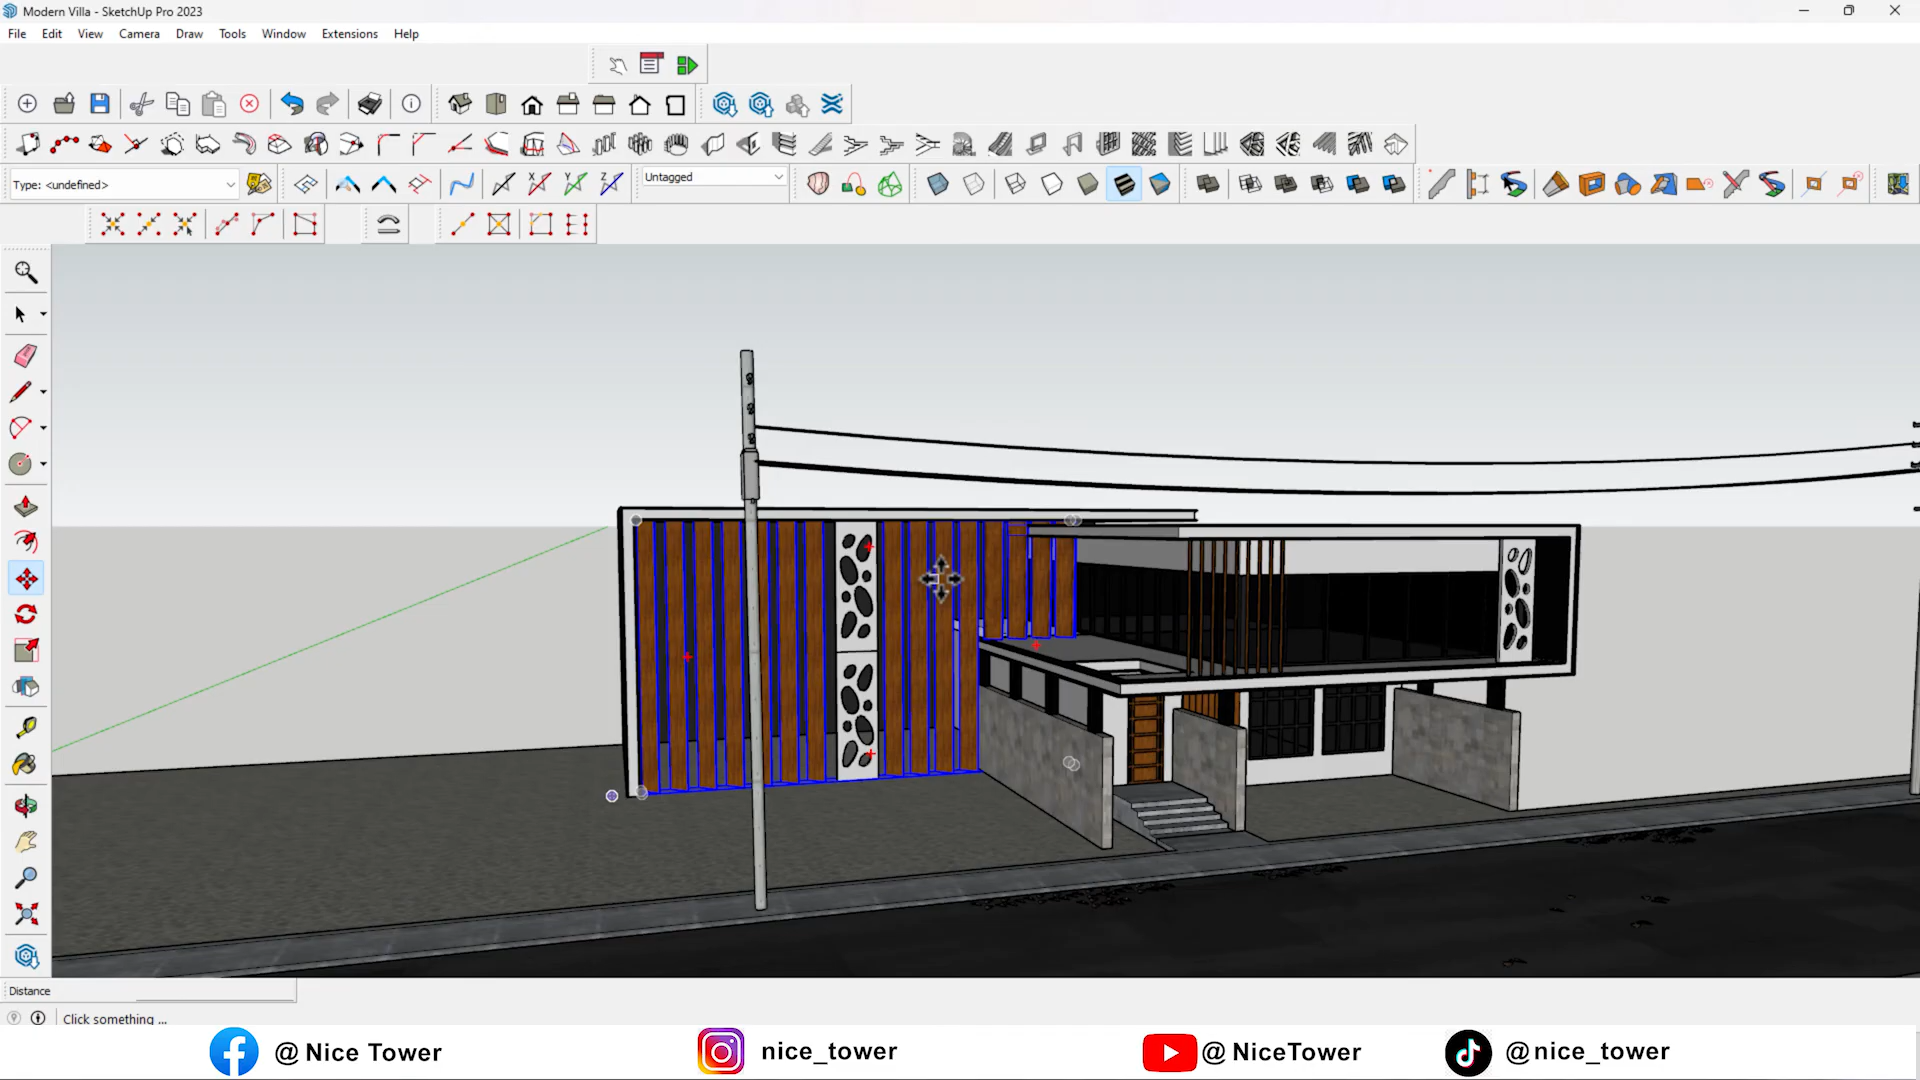 Modern Villa - SketchUp Pro 2023
File Edit View Camera Draw Tools Window Extensions Help
Type: <undefined>
X Y Z
Untagged
Distance
Click something ...
@ Nice Tower
nice_tower
@ NiceTower
@nice_tower